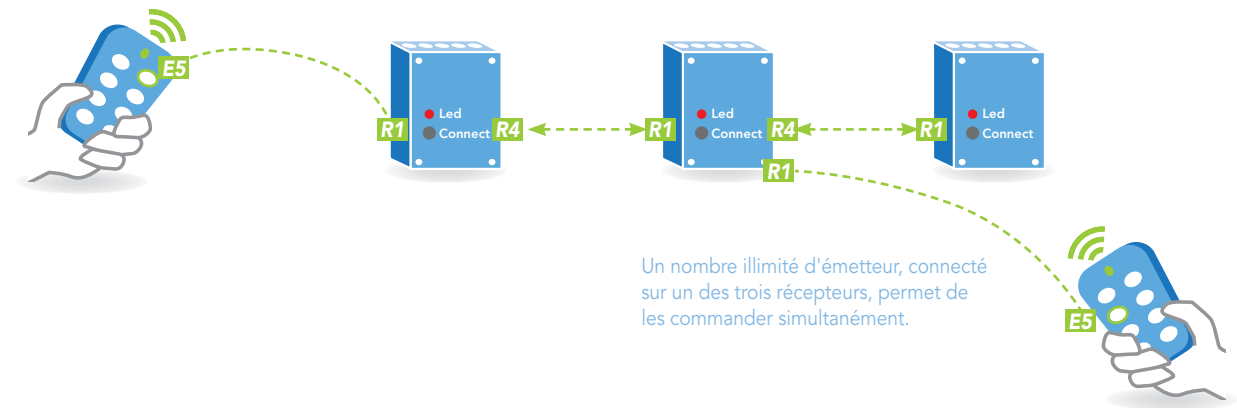 E5
Led
Led
Led
R1
Connect
R4
R1
Connect
R4
R1
Connect
R1
Un nombre illimité d'émetteur, connecté
sur un des trois récepteurs, permet de
les commander simultanément.
E5